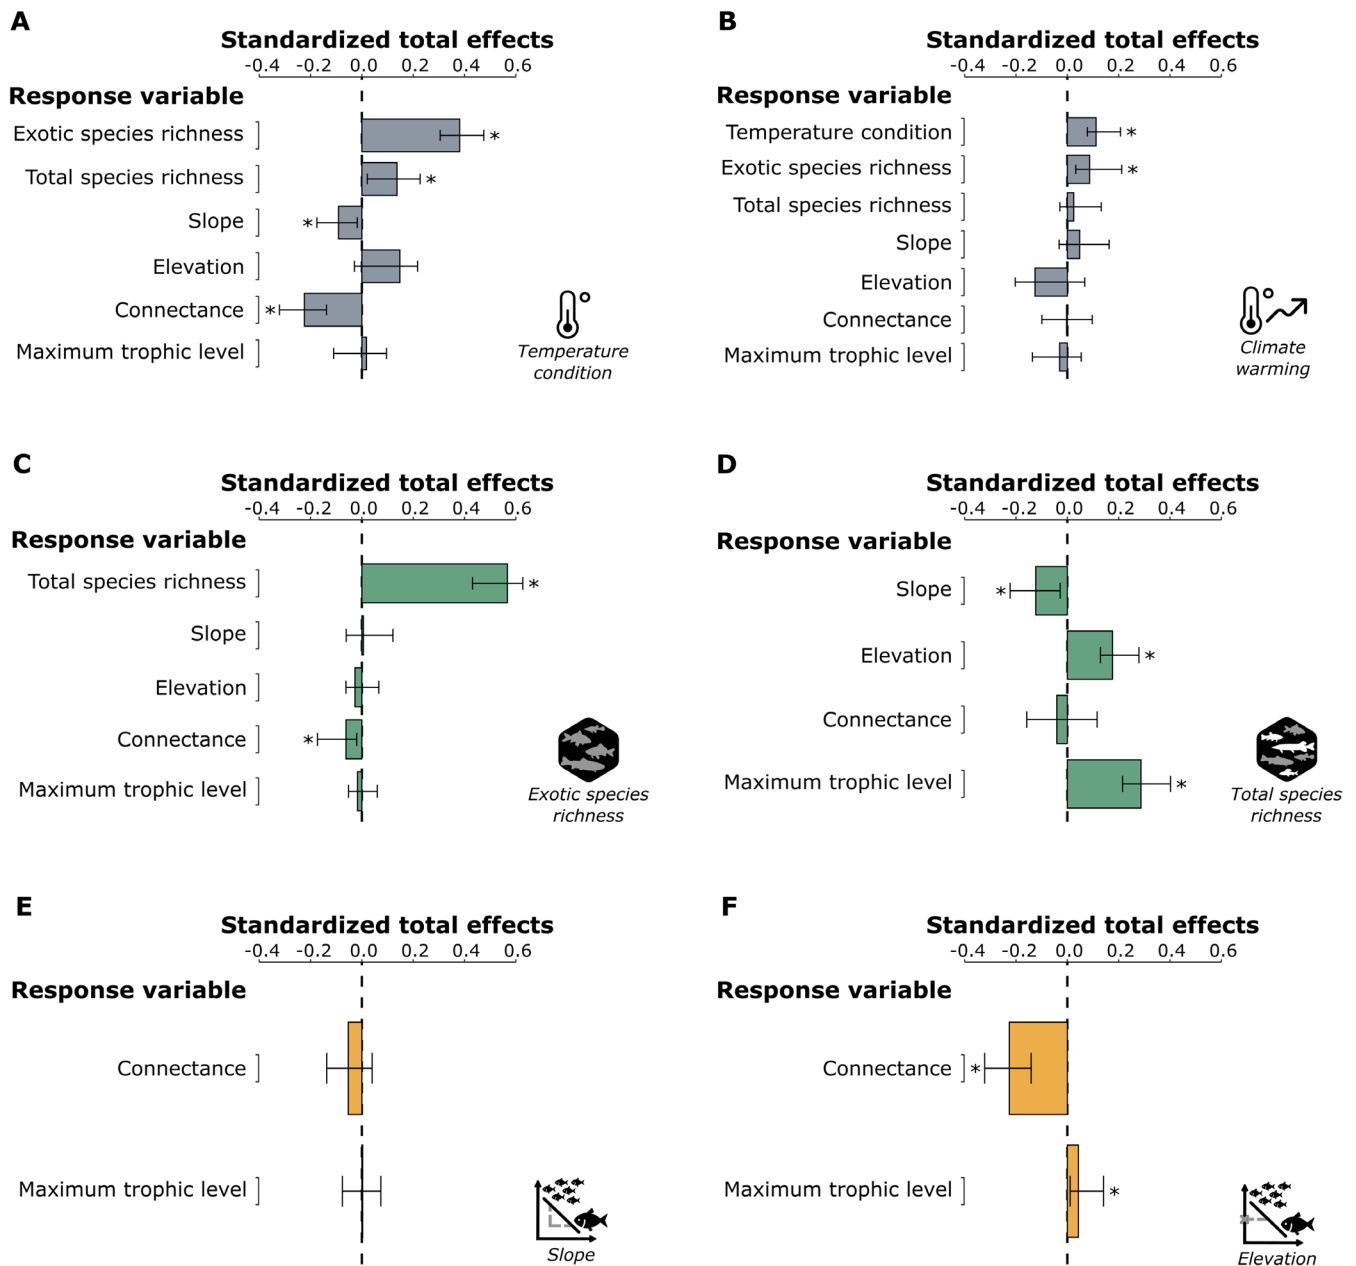 A
Standardized total effects
-0.4 -0.2 0.0 0.2 0.4 0.6
Response variable
Exotic species richness
*
Total species richness
*
Slope
*
Elevation
Connectance
*
Maximum trophic level
Temperature
condition
B
Standardized total effects
-0.4 -0.2 0.0 0.2 0.4 0.6
Response variable
Temperature condition
*
Exotic species richness
*
Total species richness
Slope
Elevation
Connectance
Maximum trophic level
Climate
warming
C
Standardized total effects
-0.4 -0.2 0.0 0.2 0.4 0.6
Response variable
Total species richness
*
Slope
Elevation
Connectance
*
Maximum trophic level
Exotic species
richness
D
Standardized total effects
-0.4 -0.2 0.0 0.2 0.4 0.6
Response variable
Slope
*
Elevation
*
Connectance
Maximum trophic level
*
Total species
richness
E
Standardized total effects
-0.4 -0.2 0.0 0.2 0.4 0.6
Response variable
Connectance
Maximum trophic level
Slope
F
Standardized total effects
-0.4 -0.2 0.0 0.2 0.4 0.6
Response variable
Connectance
*
Maximum trophic level
*
Elevation